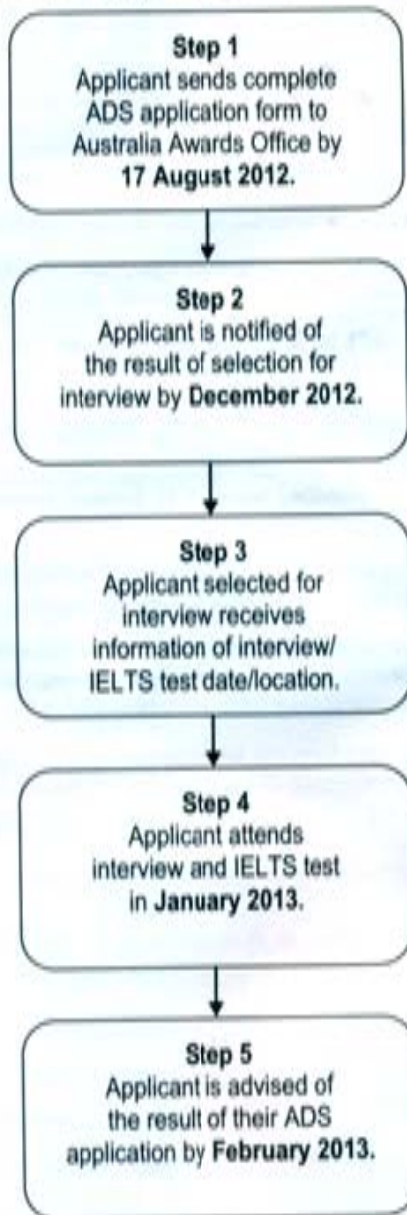 Step 1
Applicant sends complete
ADS application form to
Australia Awards Office by
17 August 2012.
Step 2
Applicant is notified of
the result of selection for
interview by December 2012.
Step 3
Applicant selected for
interview receives
information of interview/
IELTS test date/location.
Step 4
Applicant attends
interview and IELTS test
in January 2013.
Step 5
Applicant is advised of
the result of their ADS
application by February 2013.